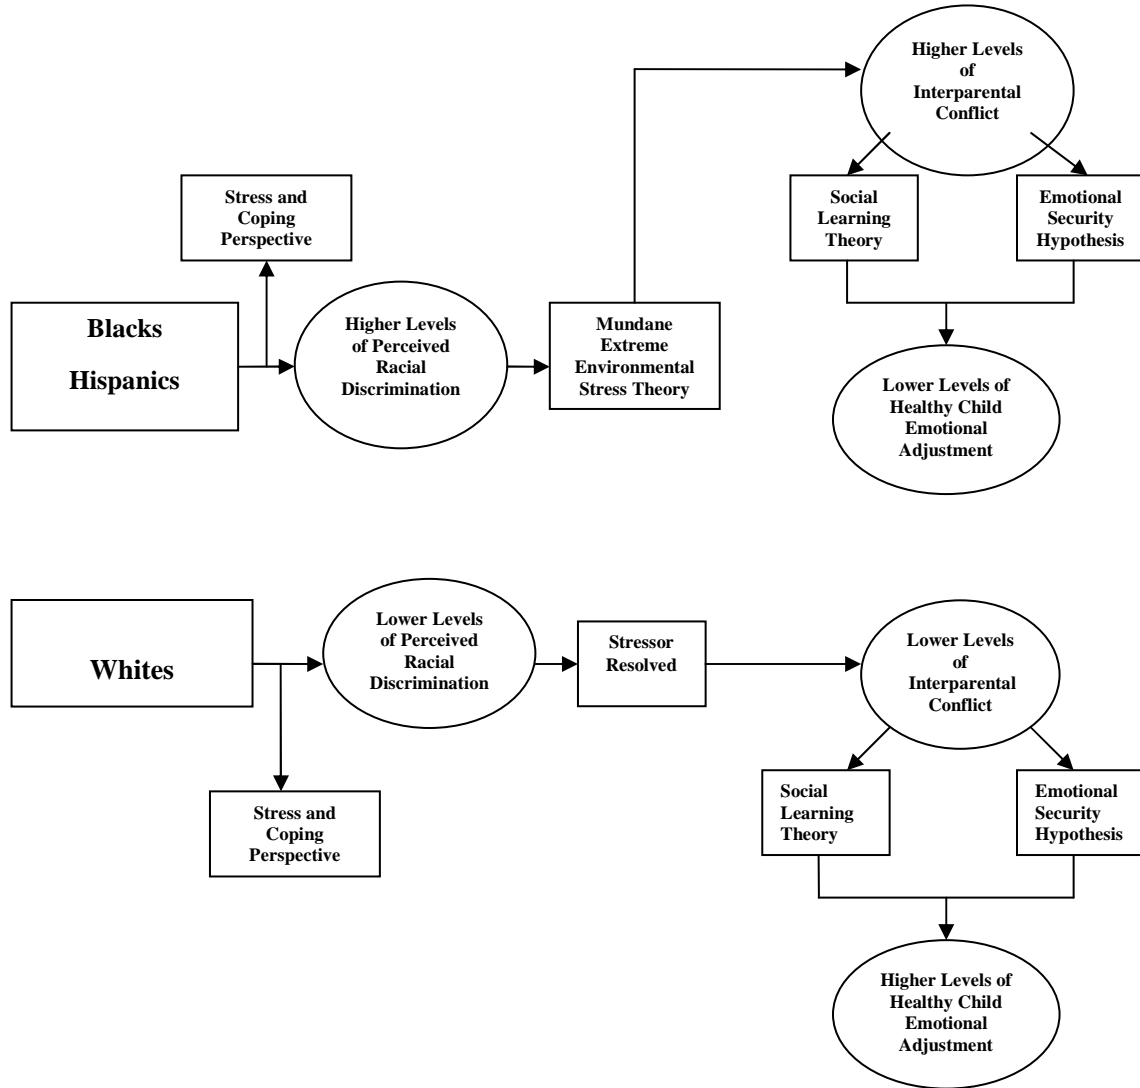 Higher Levels
of
Interparental
Conflict
Stress and
Coping
Perspective
Social
Learning
Theory
Emotional
Security
Hypothesis
Blacks
Hispanics
Higher Levels
of Perceived
Racial
Discrimination
Mundane
Extreme
Environmental
Stress Theory
Lower Levels of
Healthy Child
Emotional
Adjustment
Whites
Lower Levels
of Perceived
Racial
Discrimination
Stressor
Resolved
Lower Levels
of
Interparental
Conflict
Stress and
Coping
Perspective
Social
Learning
Theory
Emotional
Security
Hypothesis
Higher Levels of
Healthy Child
Emotional
Adjustment